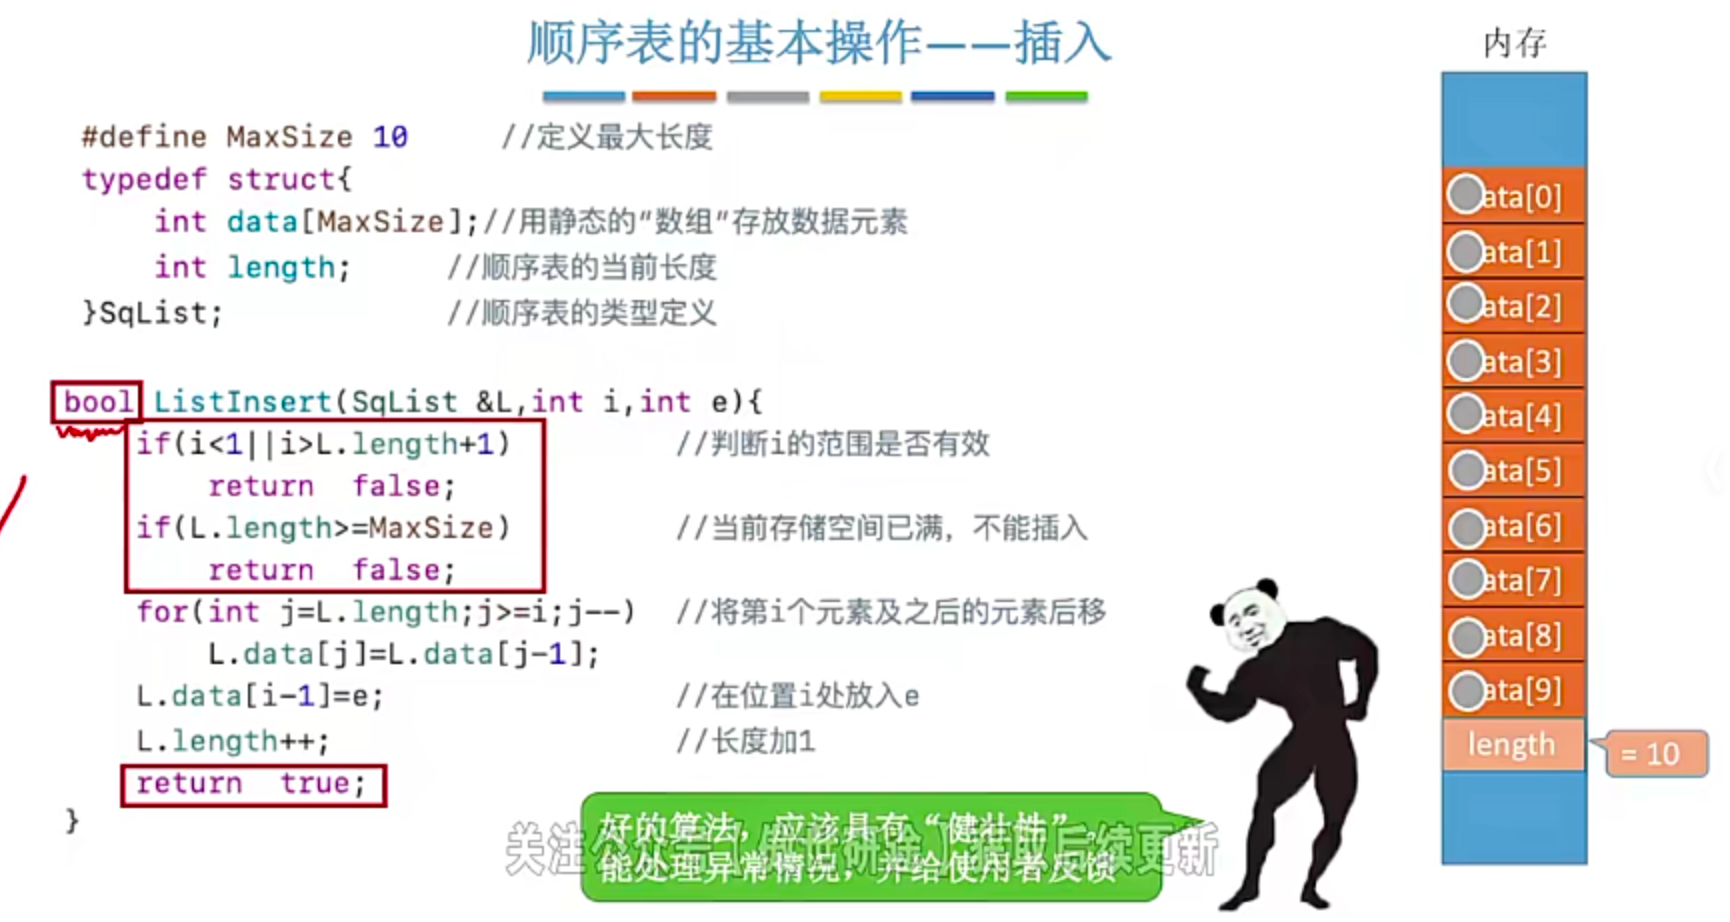 顺序表的基本操作——插入
内存
#define MaxSize 10 //定义最大长度
typedef struct{
int data[MaxSize];//用静态的"数组"存放数据元素
int length; //顺序表的当前长度
}SqList; //顺序表的类型定义
bool ListInsert(SqList &L,int i,int e){
if(i<1||i>L.length+1) //判断i的范围是否有效
return false;
if(L.length>=MaxSize) //当前存储空间已满，不能插入
return false;
for(int j=L.length;j>=i;j--) //将第i个元素及之后的元素后移
L.data[j]=L.data[j-1];
L.data[i-1]=e; //在位置i处放入e
L.length++; //长度加1
return true;
}
ata[0]
ata[1]
ata[2]
ata[3]
ata[4]
ata[5]
ata[6]
ata[7]
ata[8]
ata[9]
length
= 10
好的算法，应该具有“健壮性”。
能处理异常情况，并给使用者反馈